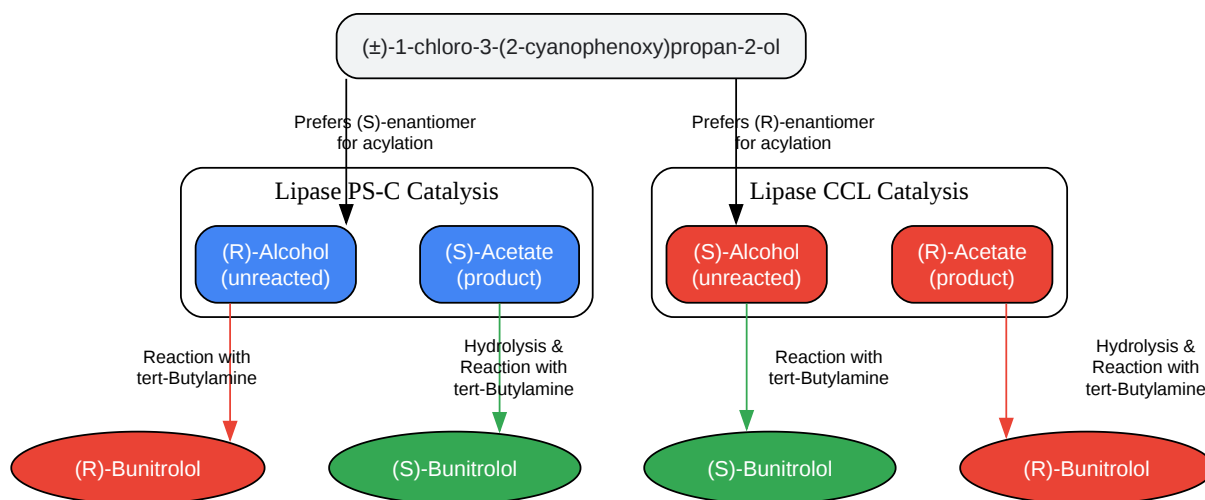 (±)-1-chloro-3-(2-cyanophenoxy)propan-2-ol
Prefers (S)-enantiomer
for acylation
Prefers (R)-enantiomer
for acylation
Lipase PS-C Catalysis
Lipase CCL Catalysis
(R)-Alcohol
(unreacted)
(S)-Acetate
(product)
(S)-Alcohol
(unreacted)
(R)-Acetate
(product)
Reaction with
tert-Butylamine
Hydrolysis &
Reaction with
tert-Butylamine
Reaction with
tert-Butylamine
Hydrolysis &
Reaction with
tert-Butylamine
(R)-Bunitrolol
(S)-Bunitrolol
(S)-Bunitrolol
(R)-Bunitrolol